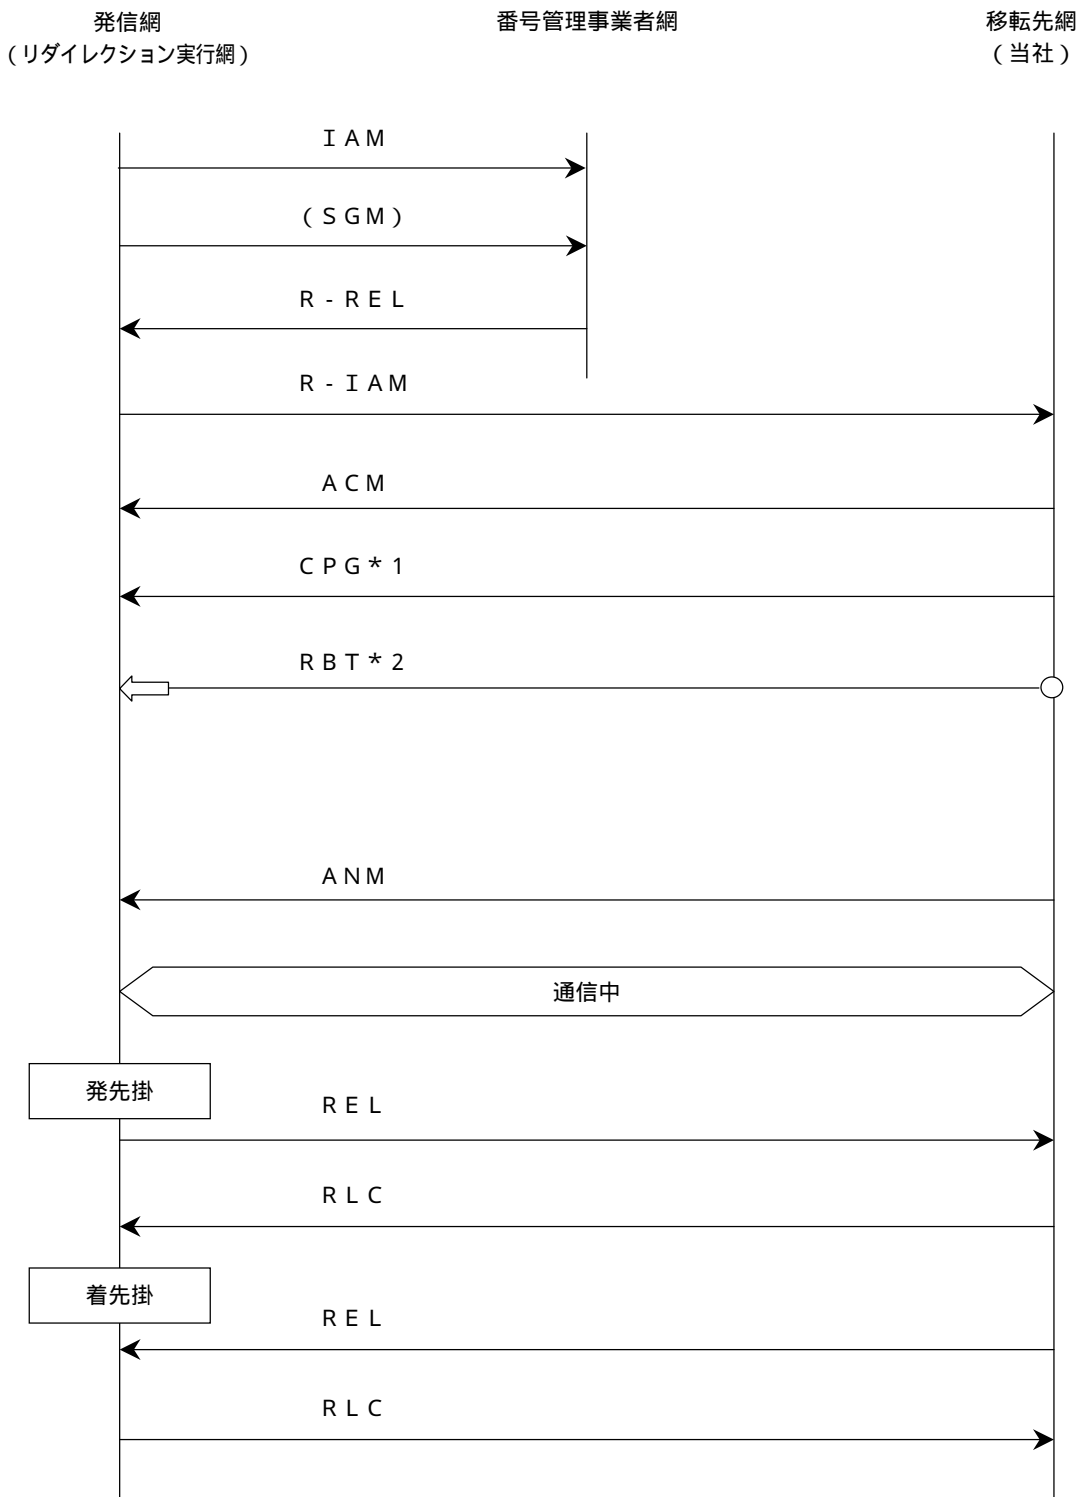 発信網
(リダイレクション実行網)
番号管理事業者網
移転先網
(当社)
ＩＡＭ
(ＳＧＭ)
Ｒ-ＲＥＬ
Ｒ-ＩＡＭ
ＡＣＭ
ＣＰＧ*1
ＲＢＴ*2
ＡＮＭ
通信中
発先掛
ＲＥＬ
ＲＬＣ
着先掛
ＲＥＬ
ＲＬＣ